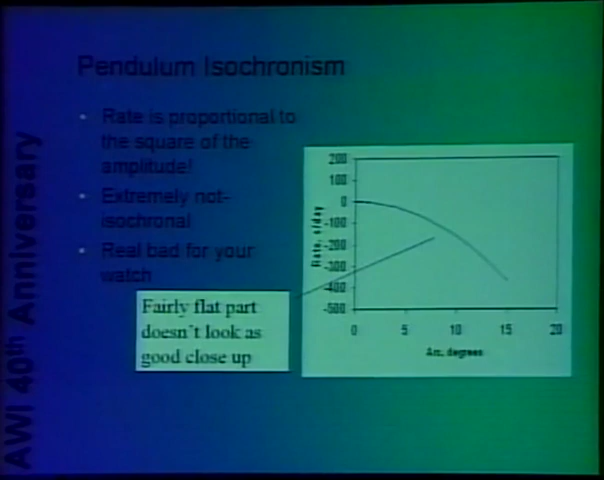 Pendulum Isochronism
Rate is proportional to
the square of the
amplitude!
Extremely not-
isochronal
Real bad for your
watch
Fairly flat part
doesn't look as
good close up
200
100
0
-100
-200
-300
-400
-500
Rate, s/day
0 5 10 15 20
Arc, degrees
AWI 40th Anniversary